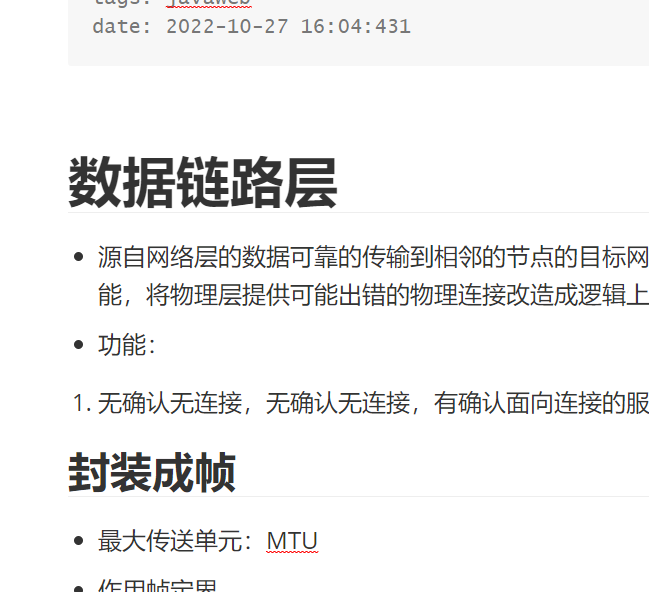 tags: javaweb
date: 2022-10-27 16:04:431
数据链路层
源自网络层的数据可靠的传输到相邻的节点的目标网
能，将物理层提供可能出错的物理连接改造成逻辑上
功能：
1. 无确认无连接，无确认无连接，有确认面向连接的服
封装成帧
最大传送单元：MTU
作用帧定界